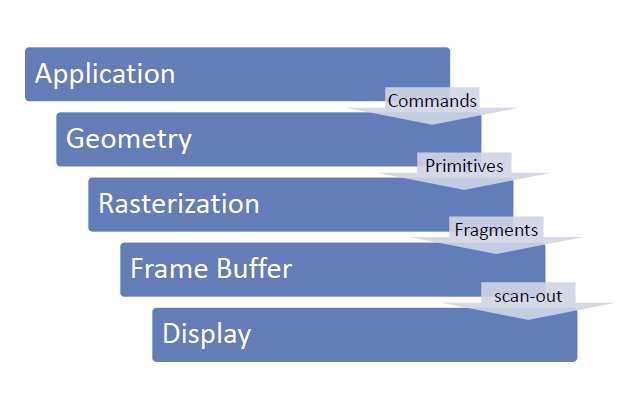 Application
Commands
Geometry
Primitives
Rasterization
Fragments
Frame Buffer
scan-out
Display